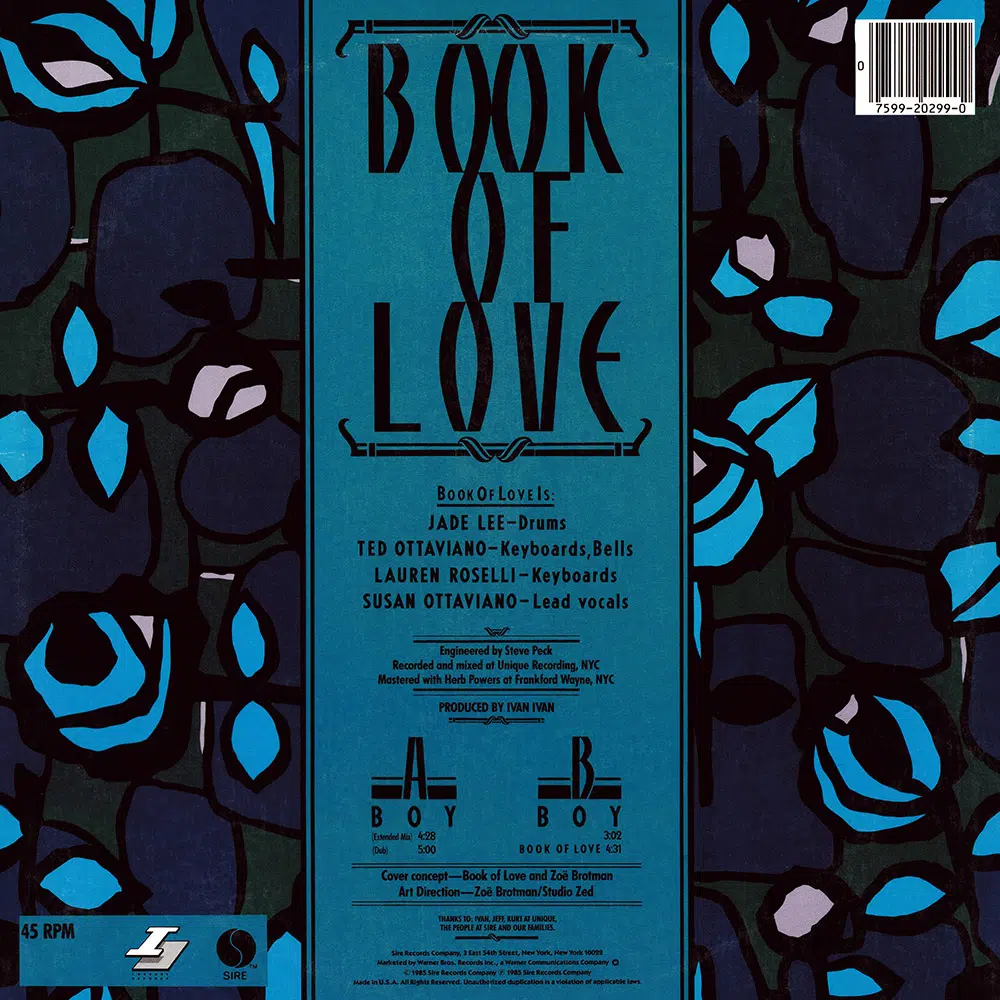 BOOK
OF
LOVE
0
7599-20299-0
BOOK OF LOVE IS:
JADE LEE—Drums
TED OTTAVIANO—Keyboards, Bells
LAUREN ROSELLI—Keyboards
SUSAN OTTAVIANO—Lead vocals
Engineered by Steve Peck
Recorded and mixed at Unique Recording, NYC
Mastered with Herb Powers at Frankford Wayne, NYC
PRODUCED BY IVAN IVAN
A
BOY
(Extended Mix) 4:28
(Dub) 5:00
B
BOY
3:02
BOOK OF LOVE 4:31
Cover concept—Book of Love and Zoë Brotman
Art Direction—Zoë Brotman/Studio Zed
THANKS TO: IVAN, JEFF, KURT AT UNIQUE,
THE PEOPLE AT SIRE AND OUR FAMILIES.
Sire Records Company, 3 East 54th Street, New York, New York 10022
Marketed by Warner Bros. Records Inc., a Warner Communications Company
© 1985 Sire Records Company ℗ 1985 Sire Records Company
Made in U.S.A. All Rights Reserved. Unauthorized duplication is a violation of applicable laws.
45 RPM
SIRE™